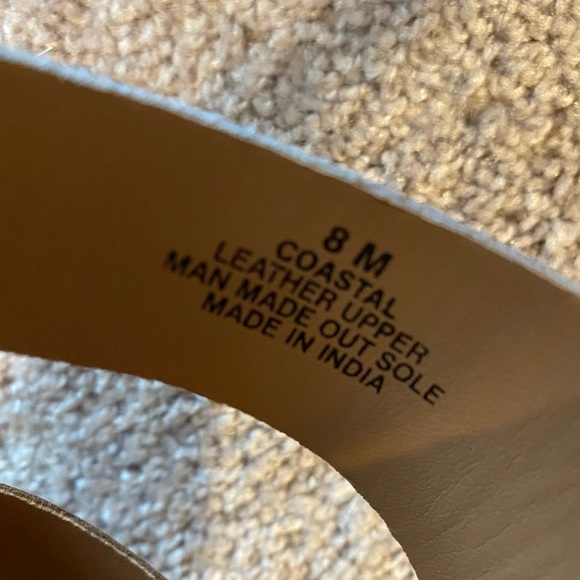 8 M
COASTAL
LEATHER UPPER
MAN MADE OUT SOLE
MADE IN INDIA